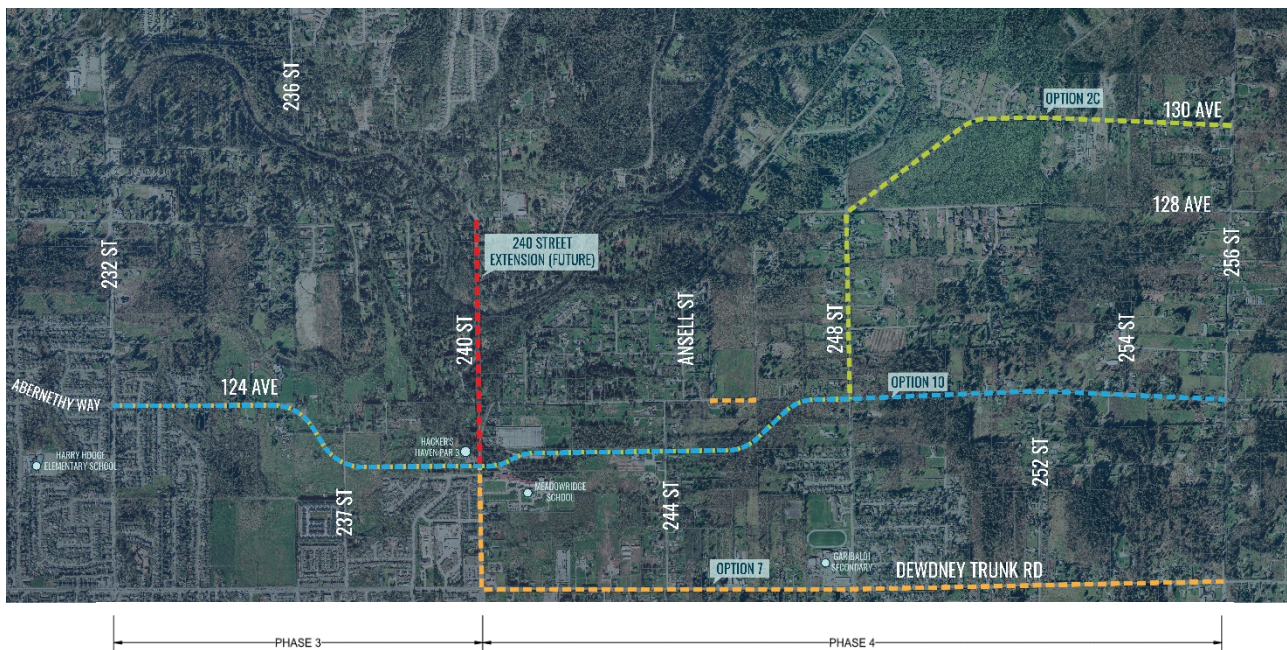 236 ST
OPTION 2C
130 AVE
128 AVE
232 ST
240 STREET
EXTENSION (FUTURE)
256 ST
240 ST
ANSELL ST
248 ST
254 ST
ABERNETHY WAY
124 AVE
OPTION 10
HACKER'S
HAVEN PAR 3
HARRY HOOGE
ELEMENTARY SCHOOL
MEADOWRIDGE
SCHOOL
237 ST
244 ST
252 ST
GARIBALDI
SECONDARY
OPTION 7
DEWDNEY TRUNK RD
PHASE 3
PHASE 4